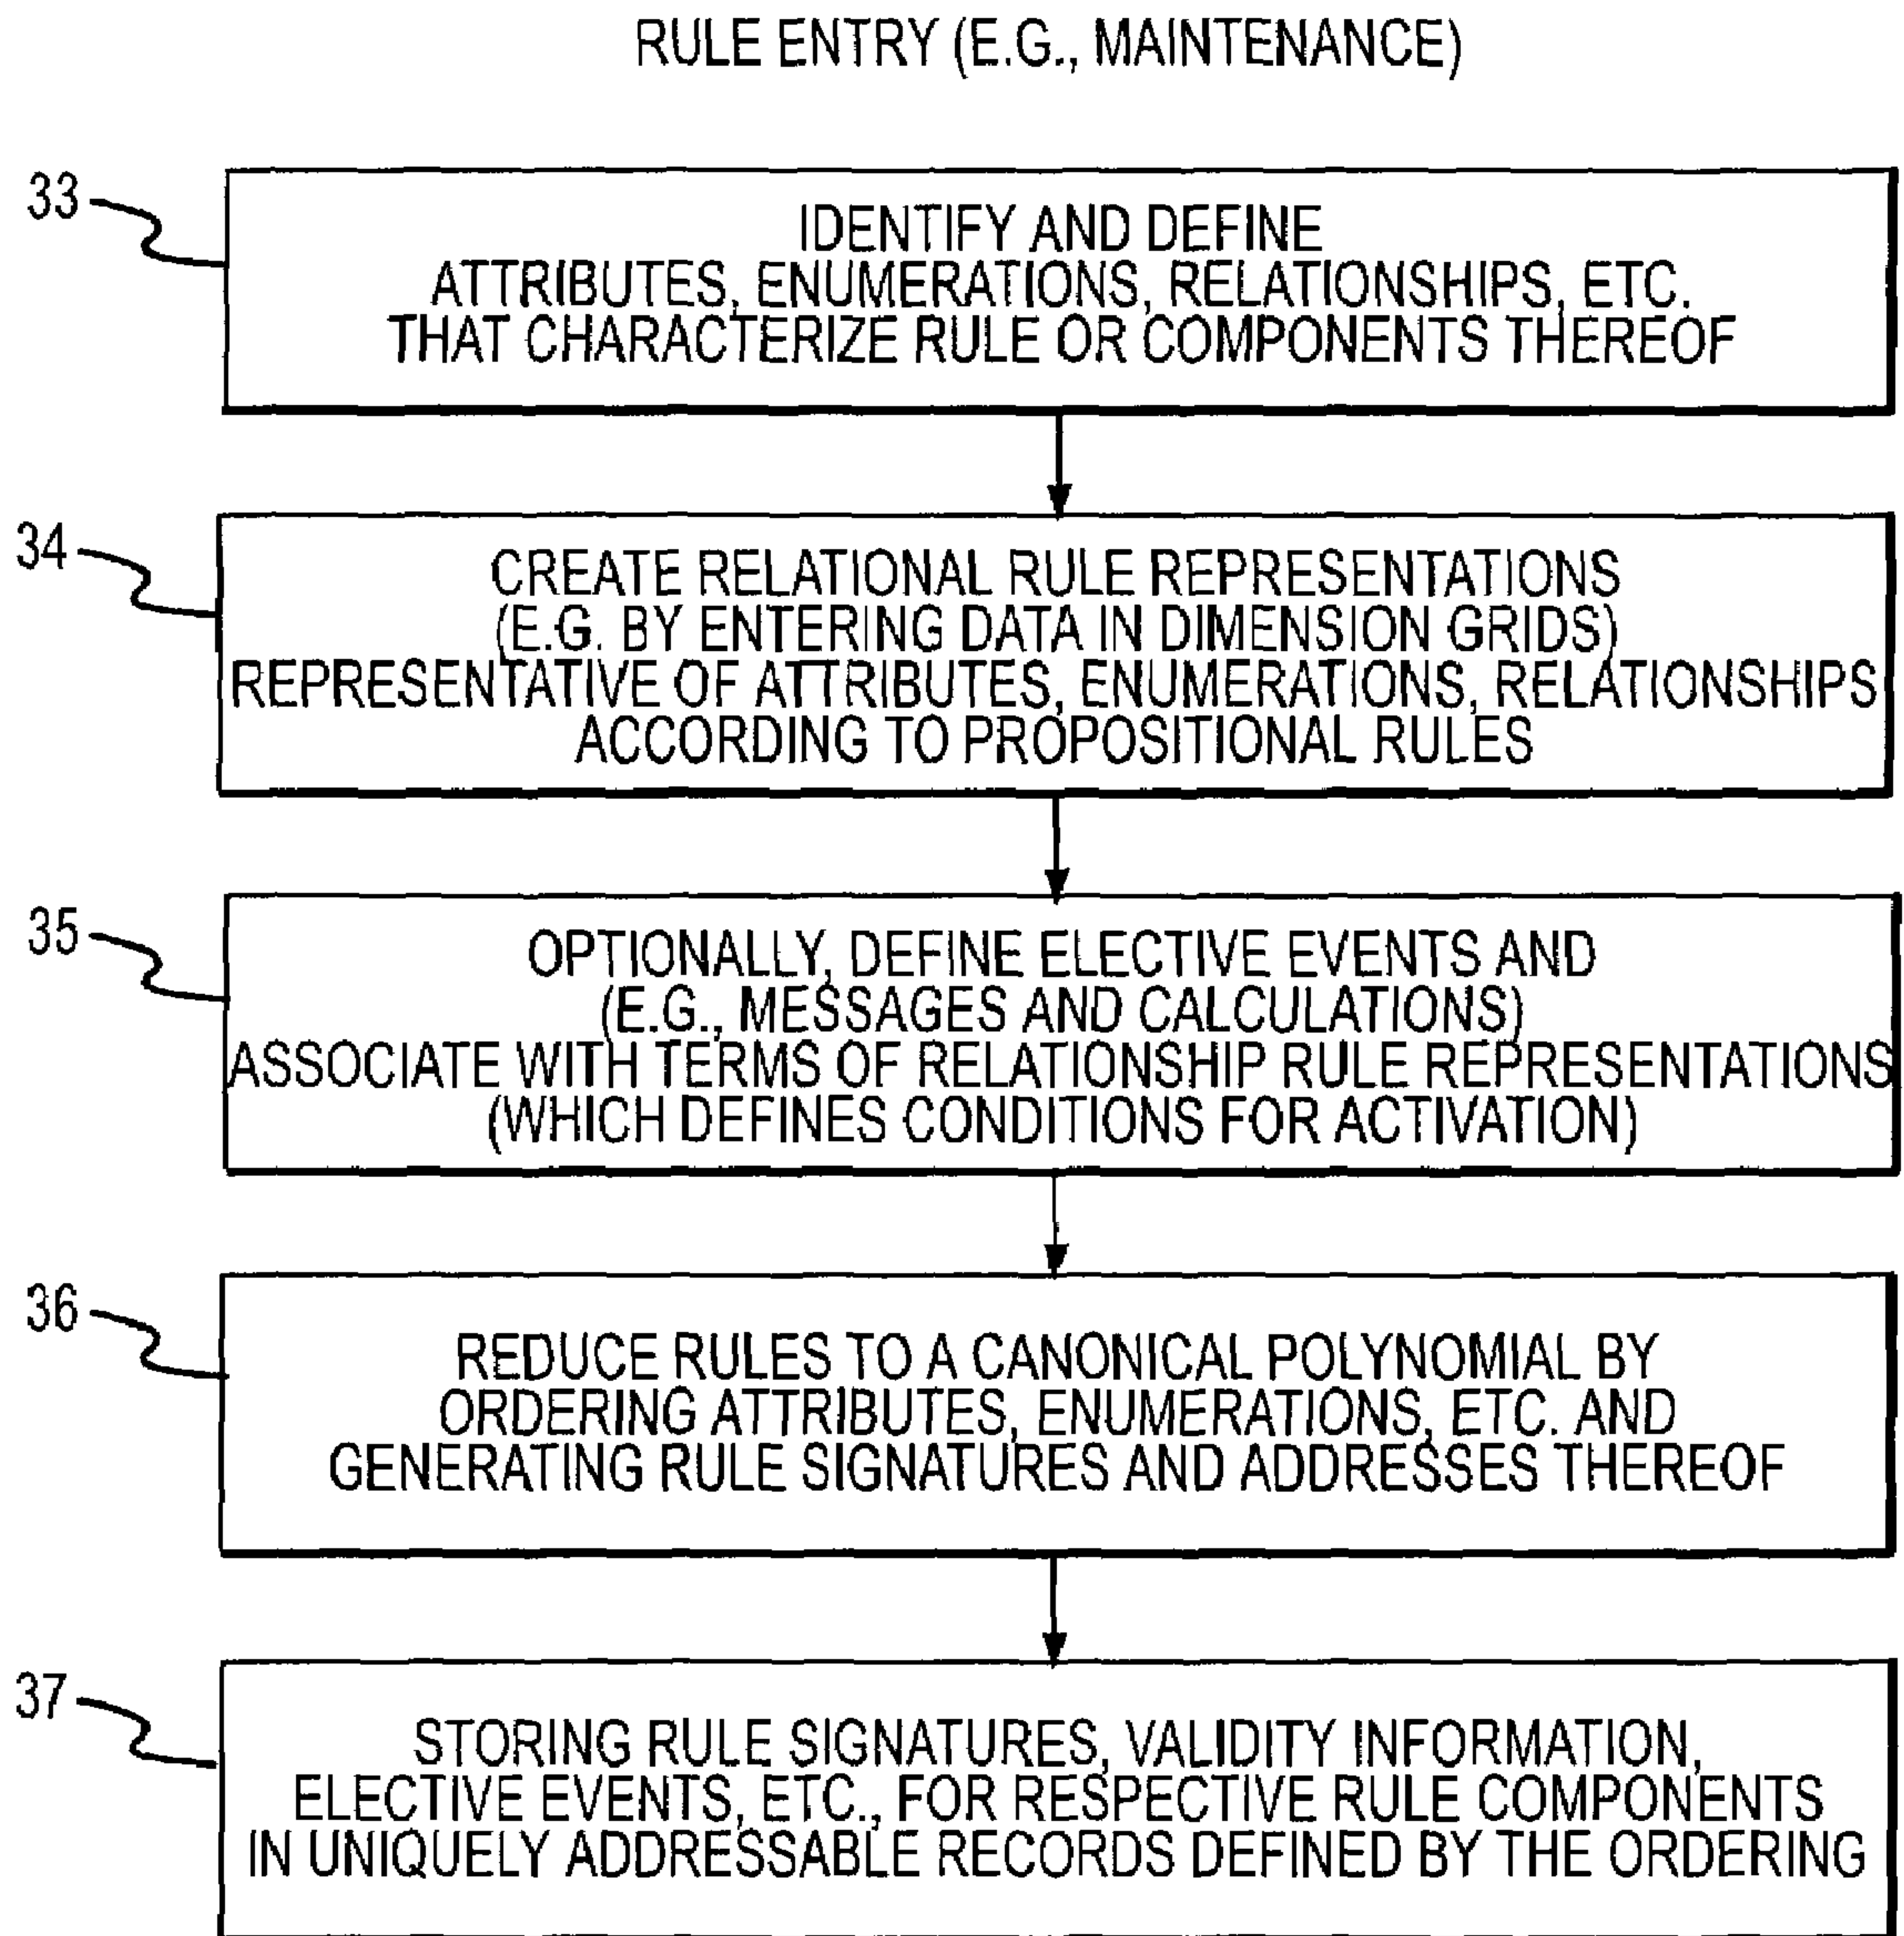 RULE ENTRY (E.G., MAINTENANCE)
33
IDENTIFY AND DEFINE
ATTRIBUTES, ENUMERATIONS, RELATIONSHIPS, ETC.
THAT CHARACTERIZE RULE OR COMPONENTS THEREOF
34
CREATE RELATIONAL RULE REPRESENTATIONS
(E.G. BY ENTERING DATA IN DIMENSION GRIDS)
REPRESENTATIVE OF ATTRIBUTES, ENUMERATIONS, RELATIONSHIPS
ACCORDING TO PROPOSITIONAL RULES
35
OPTIONALLY, DEFINE ELECTIVE EVENTS AND
(E.G., MESSAGES AND CALCULATIONS)
ASSOCIATE WITH TERMS OF RELATIONSHIP RULE REPRESENTATIONS
(WHICH DEFINES CONDITIONS FOR ACTIVATION)
36
REDUCE RULES TO A CANONICAL POLYNOMIAL BY
ORDERING ATTRIBUTES, ENUMERATIONS, ETC. AND
GENERATING RULE SIGNATURES AND ADDRESSES THEREOF
37
STORING RULE SIGNATURES, VALIDITY INFORMATION,
ELECTIVE EVENTS, ETC., FOR RESPECTIVE RULE COMPONENTS
IN UNIQUELY ADDRESSABLE RECORDS DEFINED BY THE ORDERING